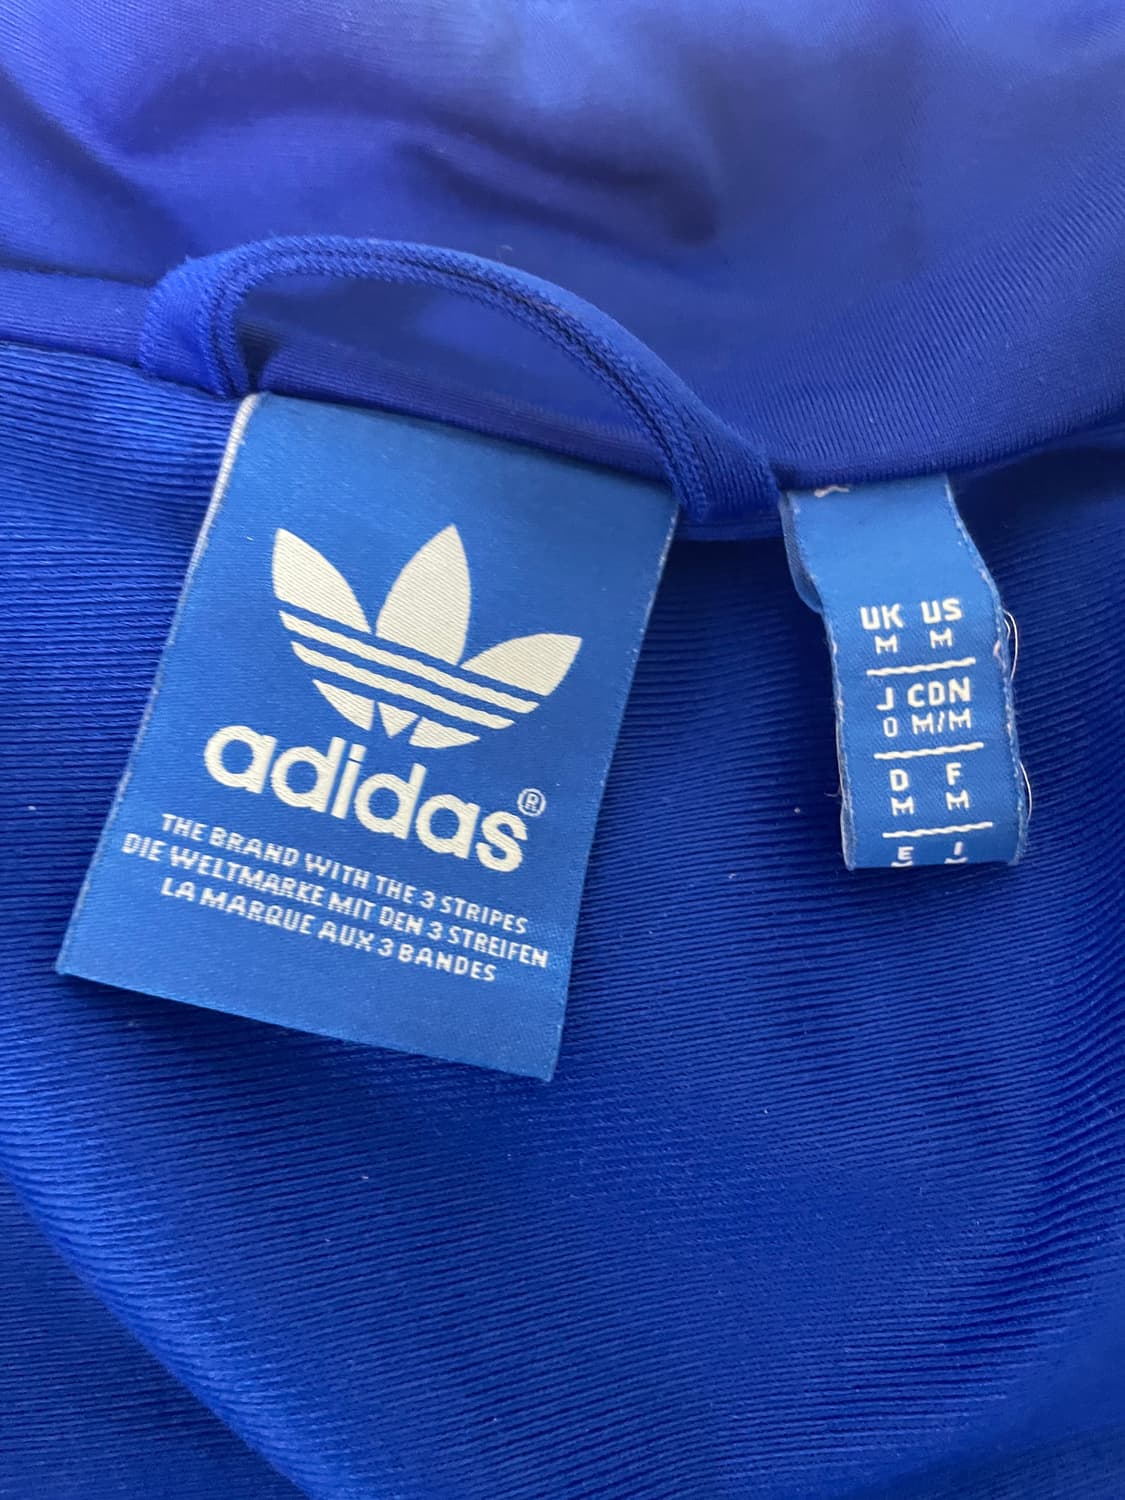 adidas®
THE BRAND WITH THE 3 STRIPES
DIE WELTMARKE MIT DEN 3 STREIFEN
LA MARQUE AUX 3 BANDES
UK US
M M
J CDN
O M/M
D F
M M
E I